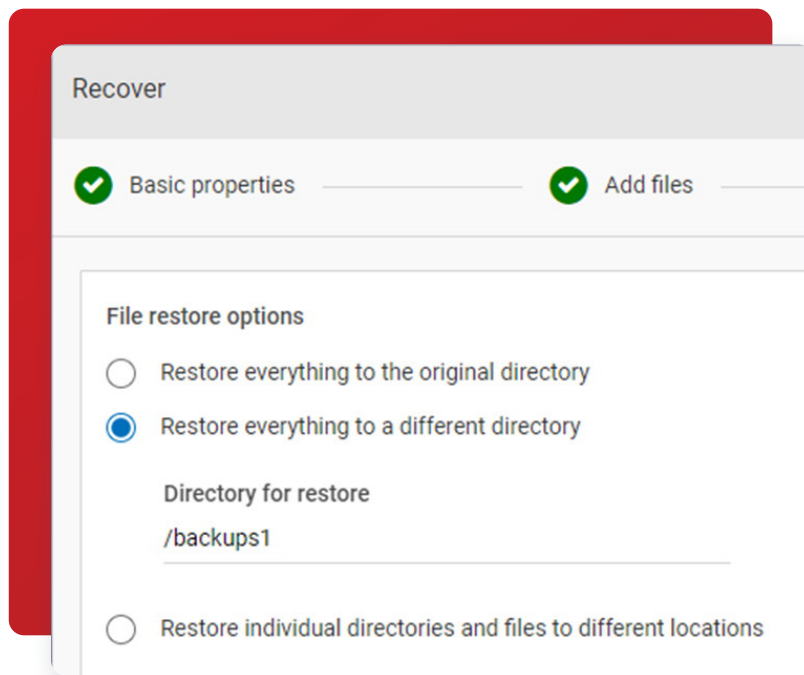 Recover
Basic properties
Add files
File restore options
Restore everything to the original directory
Restore everything to a different directory
Directory for restore
/backups1
Restore individual directories and files to different locations